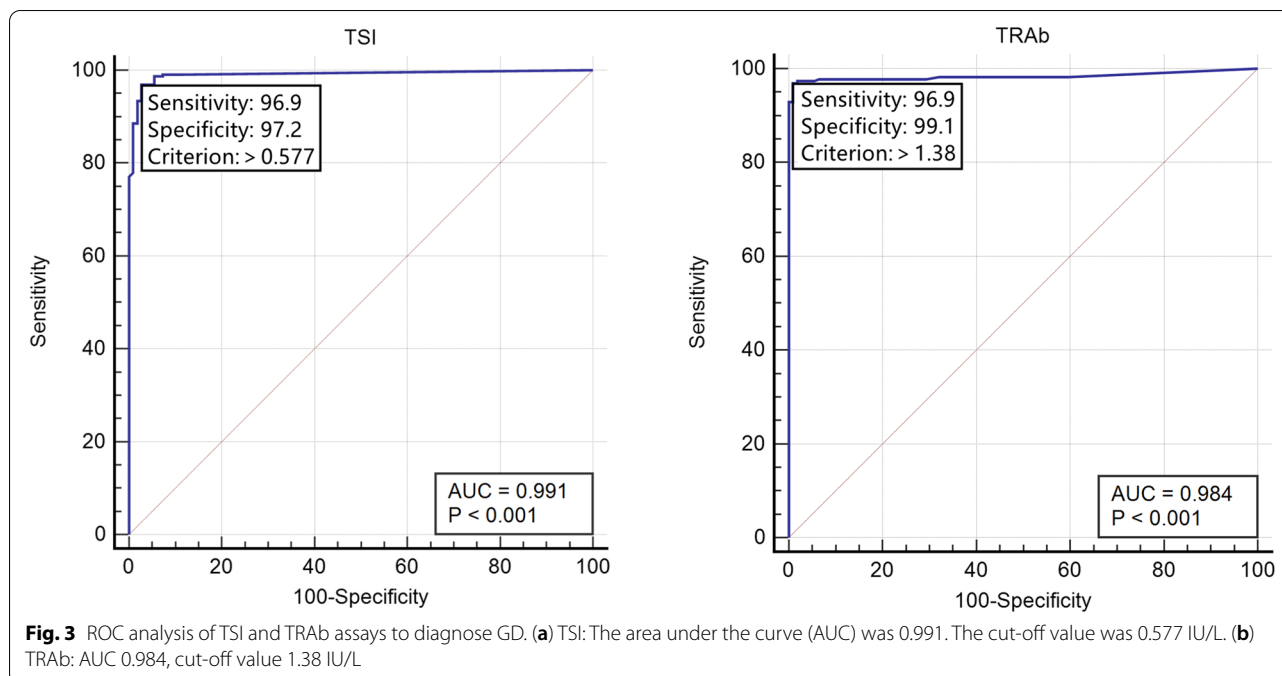 TSI
100
80
60
40
20
0
Sensitivity
Sensitivity: 96.9
Specificity: 97.2
Criterion: > 0.577
AUC = 0.991
P < 0.001
0 20 40 60 80 100
100-Specificity
TRAb
100
80
60
40
20
0
Sensitivity
Sensitivity: 96.9
Specificity: 99.1
Criterion: > 1.38
AUC = 0.984
P < 0.001
0 20 40 60 80 100
100-Specificity
Fig. 3 ROC analysis of TSI and TRAb assays to diagnose GD. (a) TSI: The area under the curve (AUC) was 0.991. The cut-off value was 0.577 IU/L. (b)
TRAb: AUC 0.984, cut-off value 1.38 IU/L